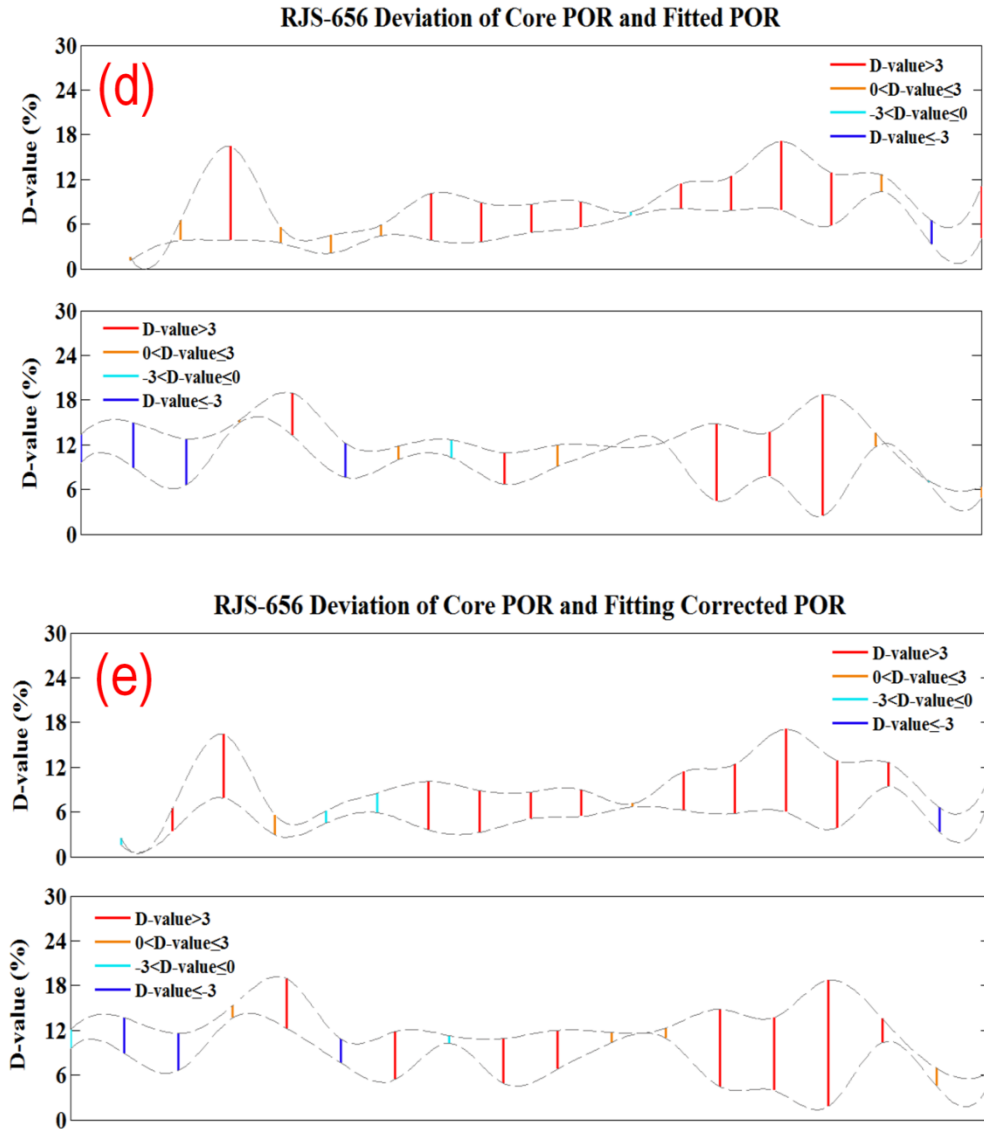 RJS-656 Deviation of Core POR and Fitted POR
(d)
D-value (%)
30
24
18
12
6
0
D-value>3
0<D-value≤3
-3<D-value≤0
D-value≤-3
D-value (%)
30
24
18
12
6
0
D-value>3
0<D-value≤3
-3<D-value≤0
D-value≤-3
RJS-656 Deviation of Core POR and Fitting Corrected POR
(e)
D-value (%)
30
24
18
12
6
0
D-value>3
0<D-value≤3
-3<D-value≤0
D-value≤-3
D-value (%)
30
24
18
12
6
0
D-value>3
0<D-value≤3
-3<D-value≤0
D-value≤-3